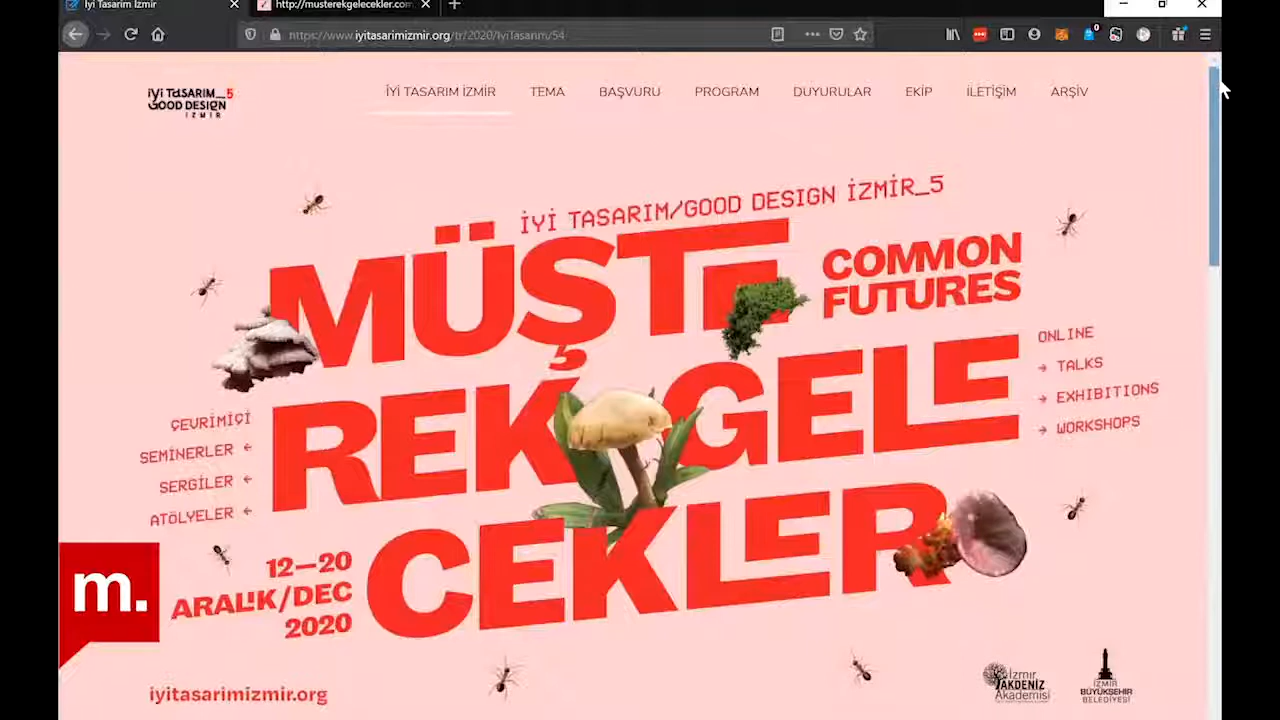 İyi Tasarım İzmir
http://musterekgelecekler.com
https://www.iyitasarimizmir.org/tr/2020/IyiTasarim/54
0
iyi TASARIM_5
GOOD DESIGN
İZMİR
İYİ TASARIM İZMİR
TEMA
BAŞVURU
PROGRAM
DUYURULAR
EKİP
İLETİŞİM
ARŞİV
İYİ TASARIM/GOOD DESIGN İZMİR_5
MÜŞTE
REKGELE
CEKLER
COMMON
FUTURES
ONLINE
→ TALKS
→ EXHIBITIONS
→ WORKSHOPS
ÇEVRİMİÇİ
SEMİNERLER ←
SERGİLER ←
ATÖLYELER ←
12—20
ARALIK/DEC
2020
m.
iyitasarimizmir.org
İzmir
AKDENİZ
Akademisi
İZMİR
BÜYÜKŞEHİR
BELEDİYESİ